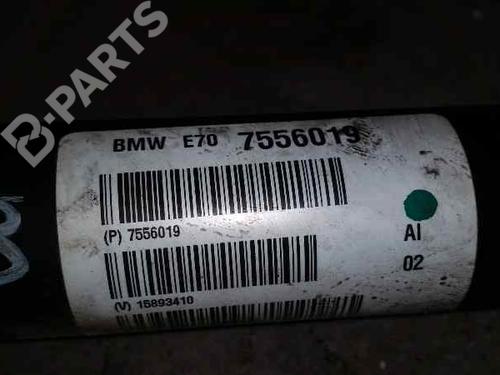 B-PARTS
BMW E70 7556019
(P) 7556019
AI
02
(V) 15893410